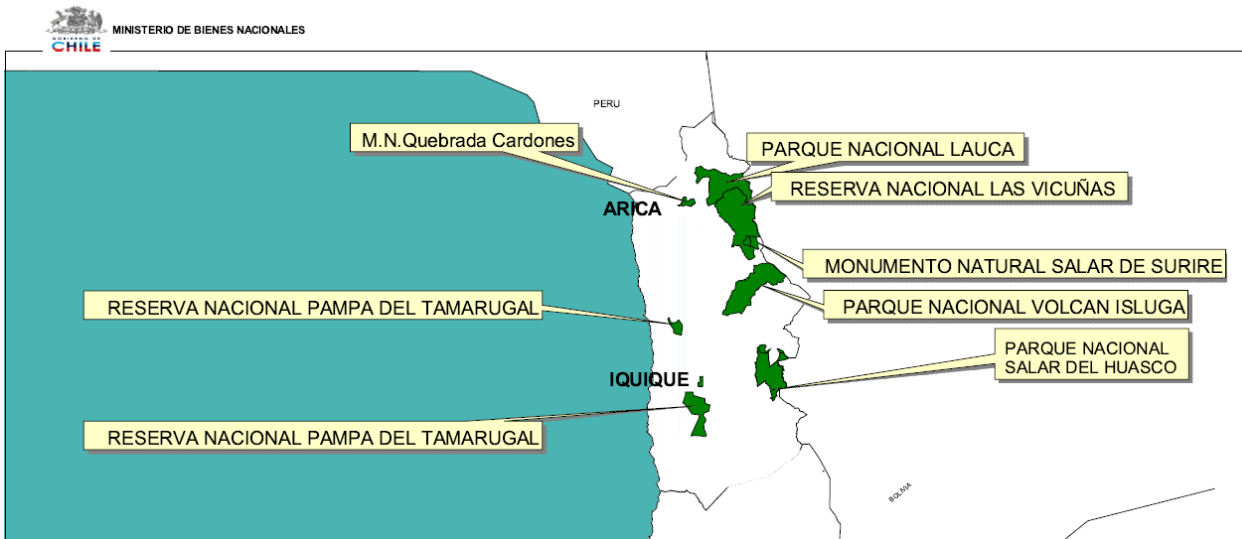 GOBIERNO DE
CHILE
MINISTERIO DE BIENES NACIONALES
PERU
M.N.Quebrada Cardones
PARQUE NACIONAL LAUCA
RESERVA NACIONAL LAS VICUÑAS
ARICA
MONUMENTO NATURAL SALAR DE SURIRE
RESERVA NACIONAL PAMPA DEL TAMARUGAL
PARQUE NACIONAL VOLCAN ISLUGA
PARQUE NACIONAL
SALAR DEL HUASCO
IQUIQUE
RESERVA NACIONAL PAMPA DEL TAMARUGAL
BOLIVIA